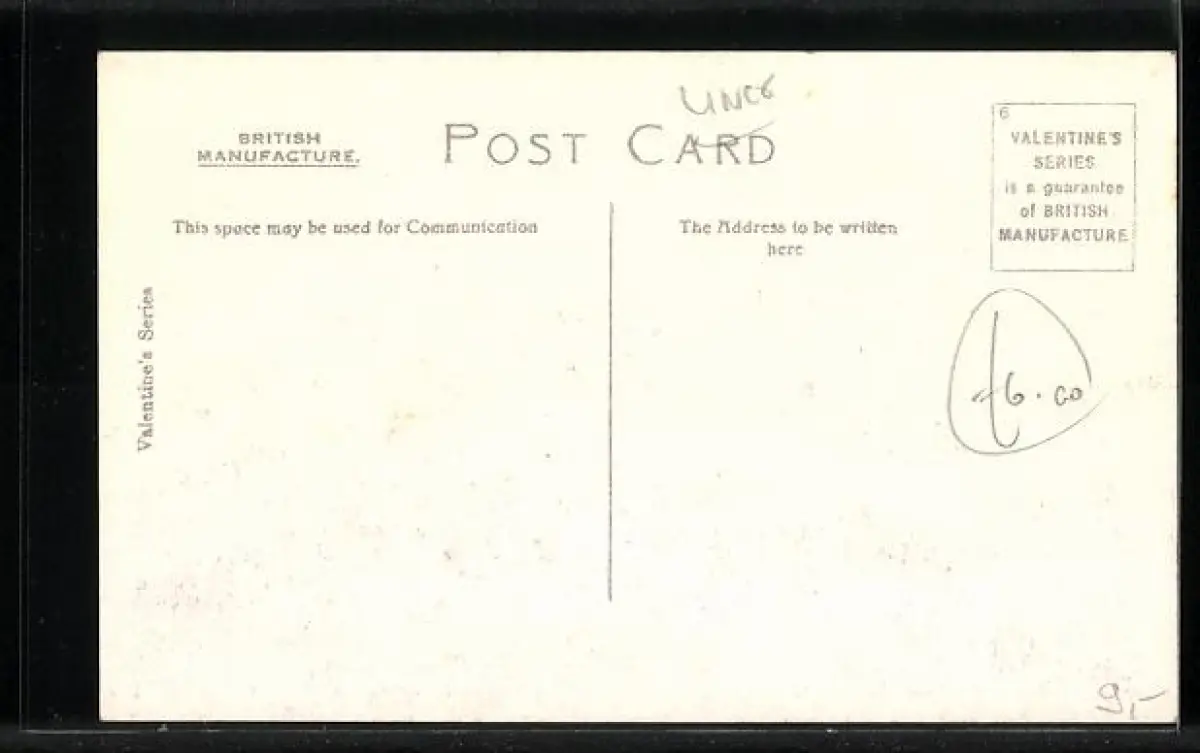 UNC6
BRITISH
MANUFACTURE.
POST CARD
6
VALENTINE'S
SERIES
is a guarantee
of BRITISH
MANUFACTURE
This space may be used for Communication
The Address to be written
here
Valentine's Series
£6.00
9,-